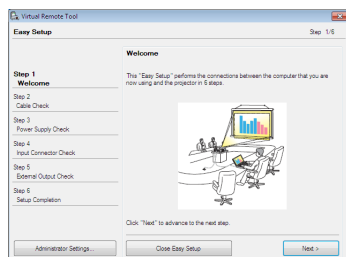 Virtual Remote Tool
Easy Setup
Step 1/6
Welcome
Step 1
Welcome
This "Easy Setup" performs the connections between the computer that you are
now using and the projector in 6 steps.
Step 2
Cable Check
Step 3
Power Supply Check
Step 4
Input Connector Check
Step 5
External Output Check
Step 6
Setup Completion
Click "Next" to advance to the next step.
Administrator Settings...
Close Easy Setup
Next >